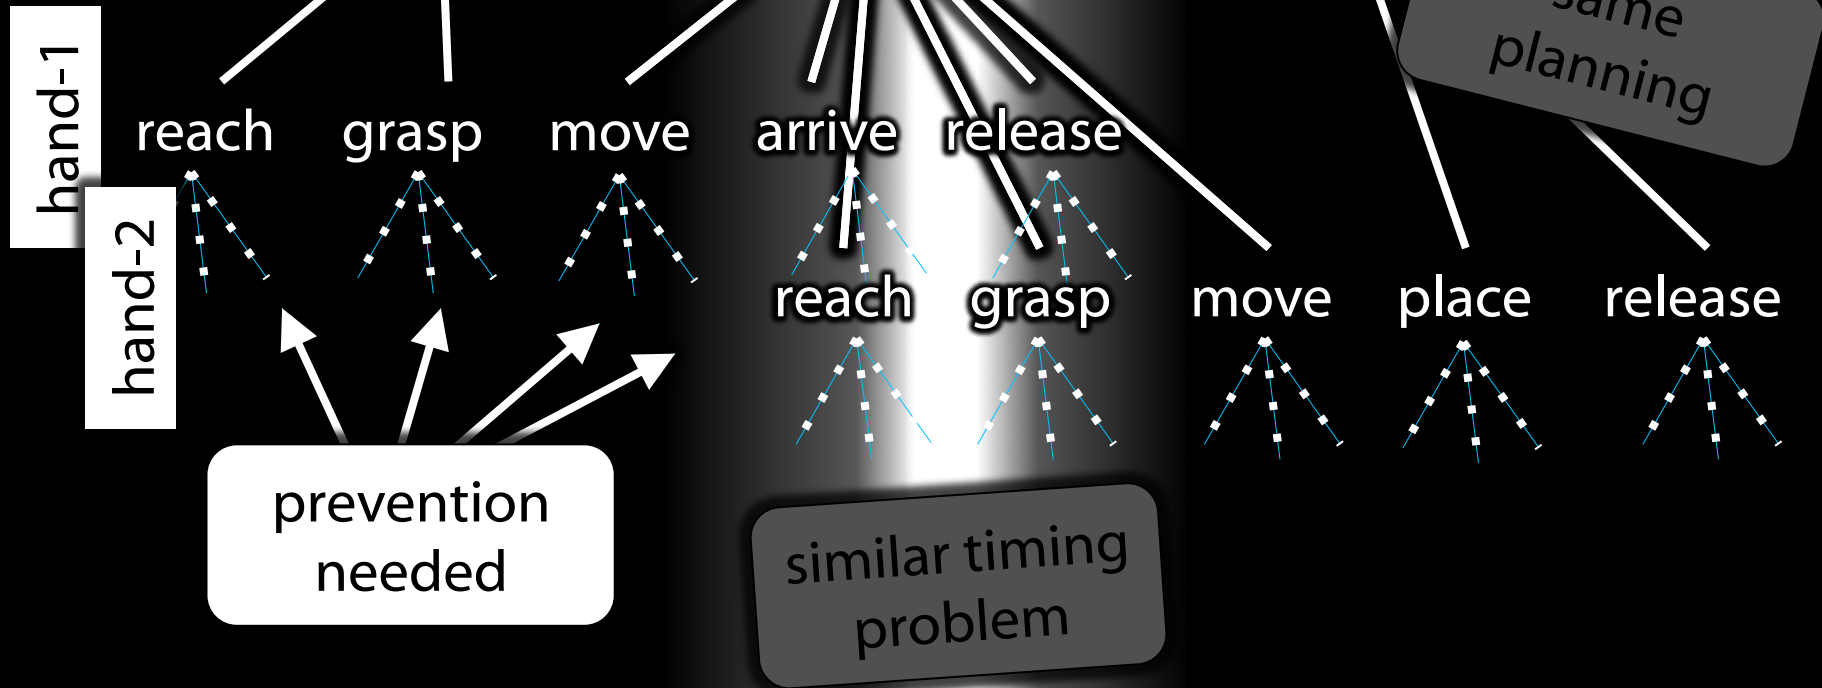 same
planning
hand-1
reach grasp move arrive release
hand-2
reach grasp move place release
prevention
needed
similar timing
problem